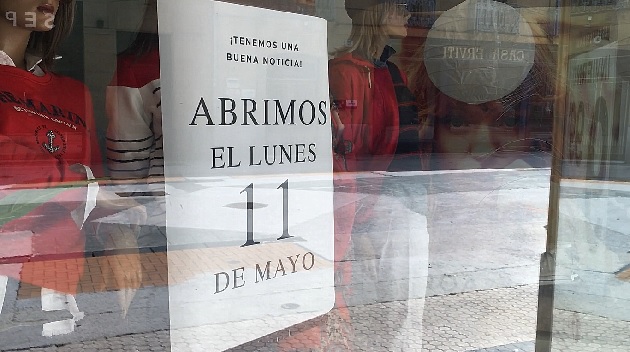 ¡TENEMOS UNA
BUENA NOTICIA!
ABRIMOS
EL LUNES
11
DE MAYO